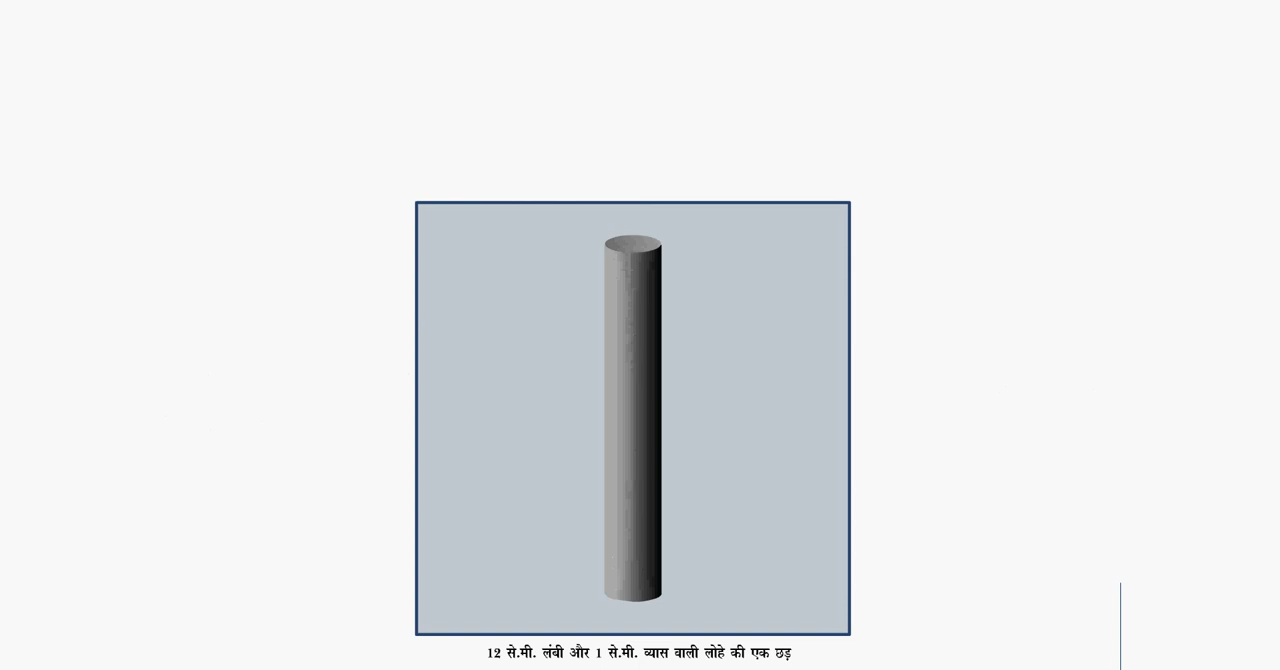 12 से.मी. लंबी और 1 से.मी. व्यास वाली लोहे की एक छड़